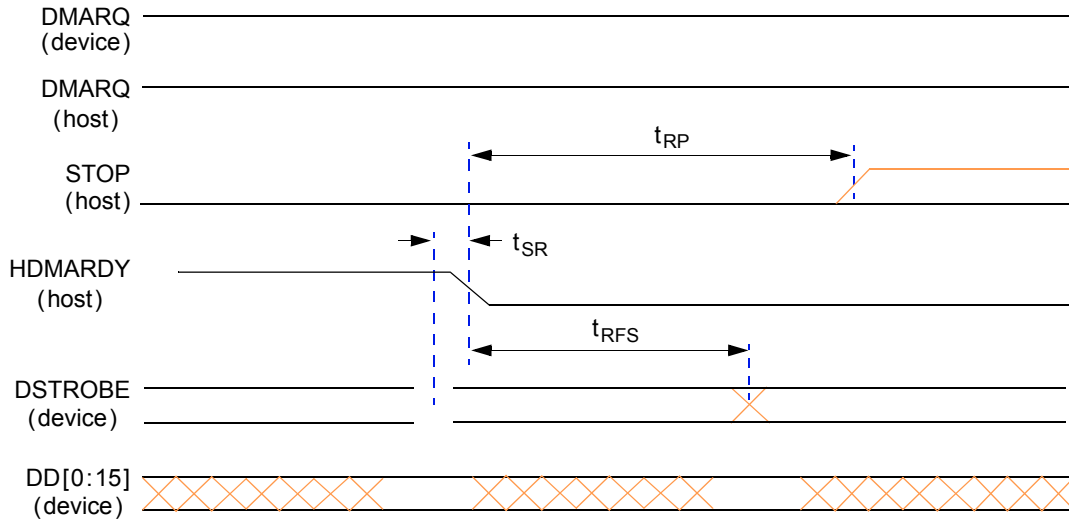 DMARQ
(device)
DMARQ
(host)
tRP
STOP
(host)
tSR
HDMARDY
(host)
tRFS
DSTROBE
(device)
DD[0:15]
(device)